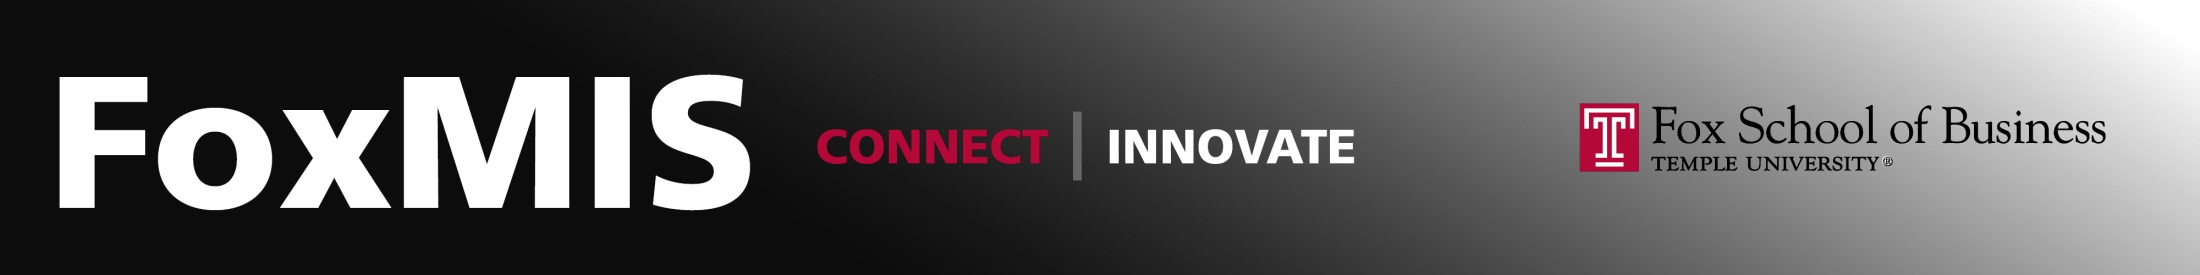 FoxMIS
CONNECT | INNOVATE
Fox School of Business
TEMPLE UNIVERSITY®